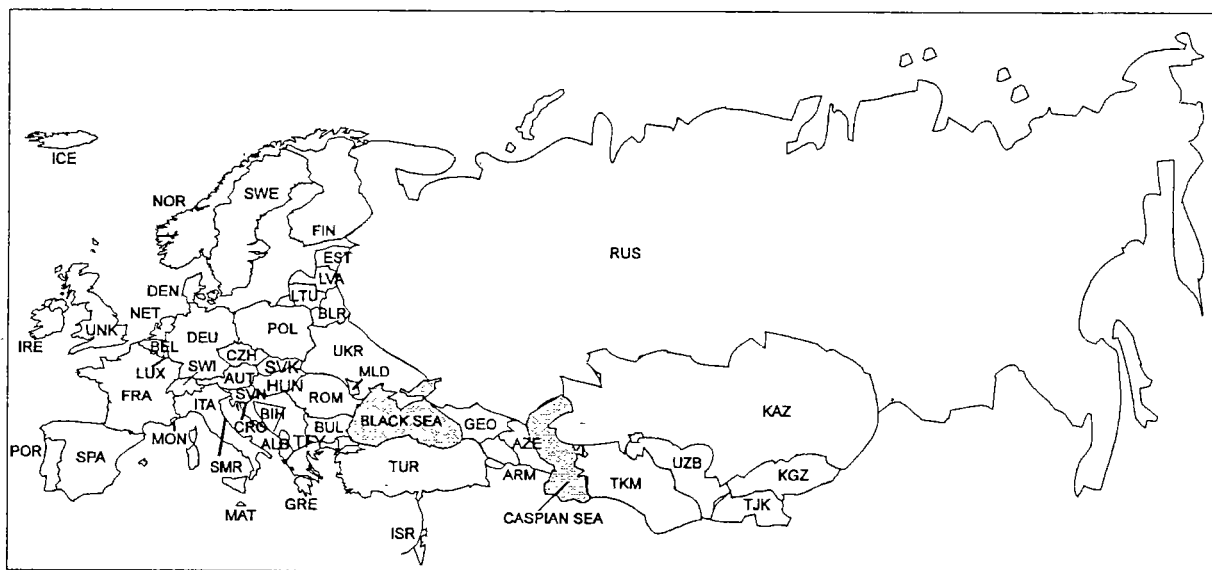 ICE
NOR
SWE
FIN
RUS
EST
LVA
LTU
DEN
NET
BLR
IRE
UNK
BEL
DEU
POL
LUX
CZH
UKR
SWI
SVK
MLD
AUT
HUN
FRA
ITA
SVN
ROM
KAZ
CRO
BIH
BUL
BLACK SEA
GEO
POR
SPA
MON
ALB
TFY
AZE
SMR
TUR
ARM
TKM
UZB
KGZ
TJK
MAT
GRE
CASPIAN SEA
ISR